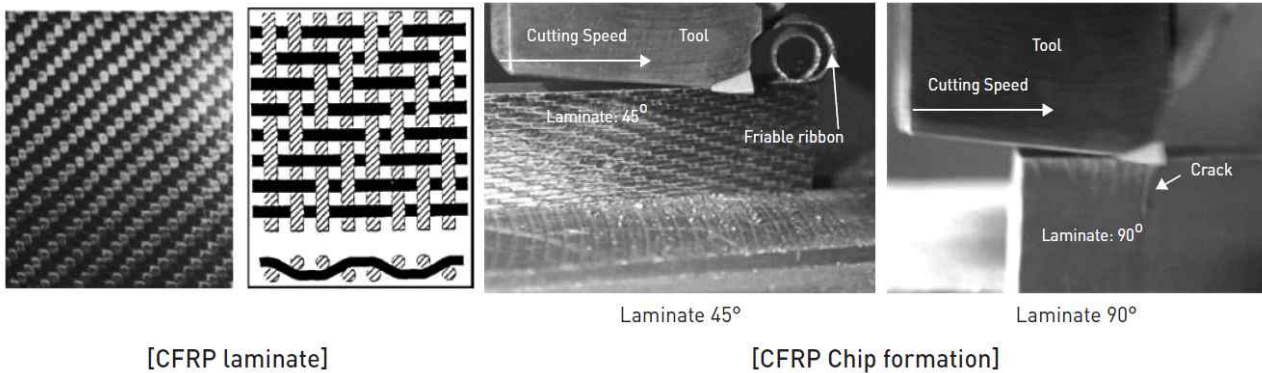 Cutting Speed
Tool
Laminate: 45°
Friable ribbon
Cutting Speed
Tool
Crack
Laminate: 90°
Laminate 45°
Laminate 90°
[CFRP laminate]
[CFRP Chip formation]